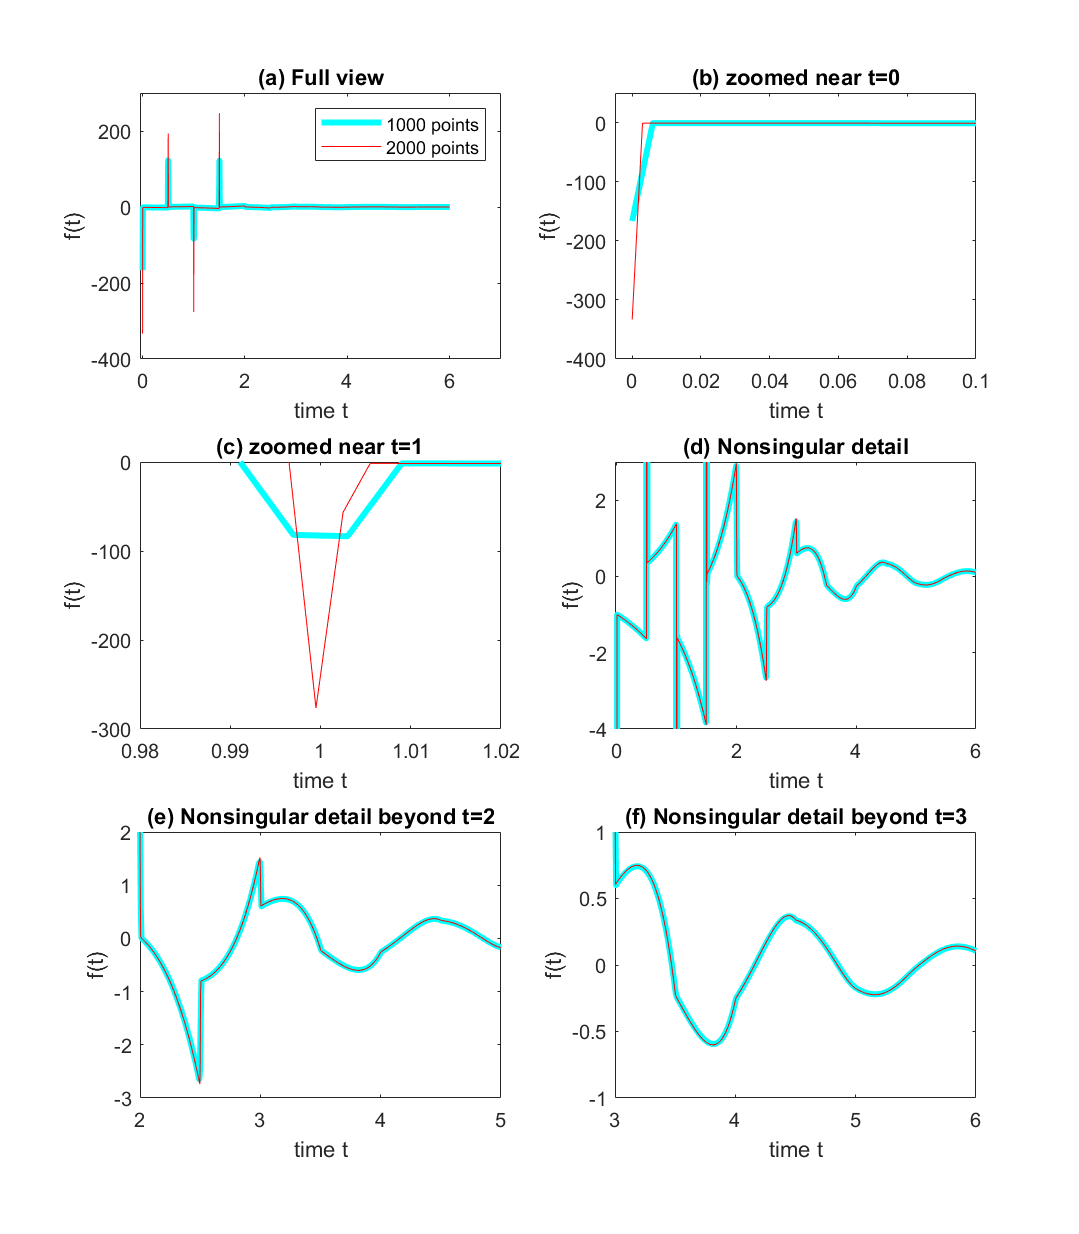 (a) Full view
200
0
-200
-400
f(t)
1000 points
2000 points
0 2 4 6
time t
(b) zoomed near t=0
0
-100
-200
-300
-400
f(t)
0 0.02 0.04 0.06 0.08 0.1
time t
(c) zoomed near t=1
0
-100
-200
-300
f(t)
0.98 0.99 1 1.01 1.02
time t
(d) Nonsingular detail
2
0
-2
-4
f(t)
0 2 4 6
time t
(e) Nonsingular detail beyond t=2
2
1
0
-1
-2
-3
f(t)
2 3 4 5
time t
(f) Nonsingular detail beyond t=3
1
0.5
0
-0.5
-1
f(t)
3 4 5 6
time t